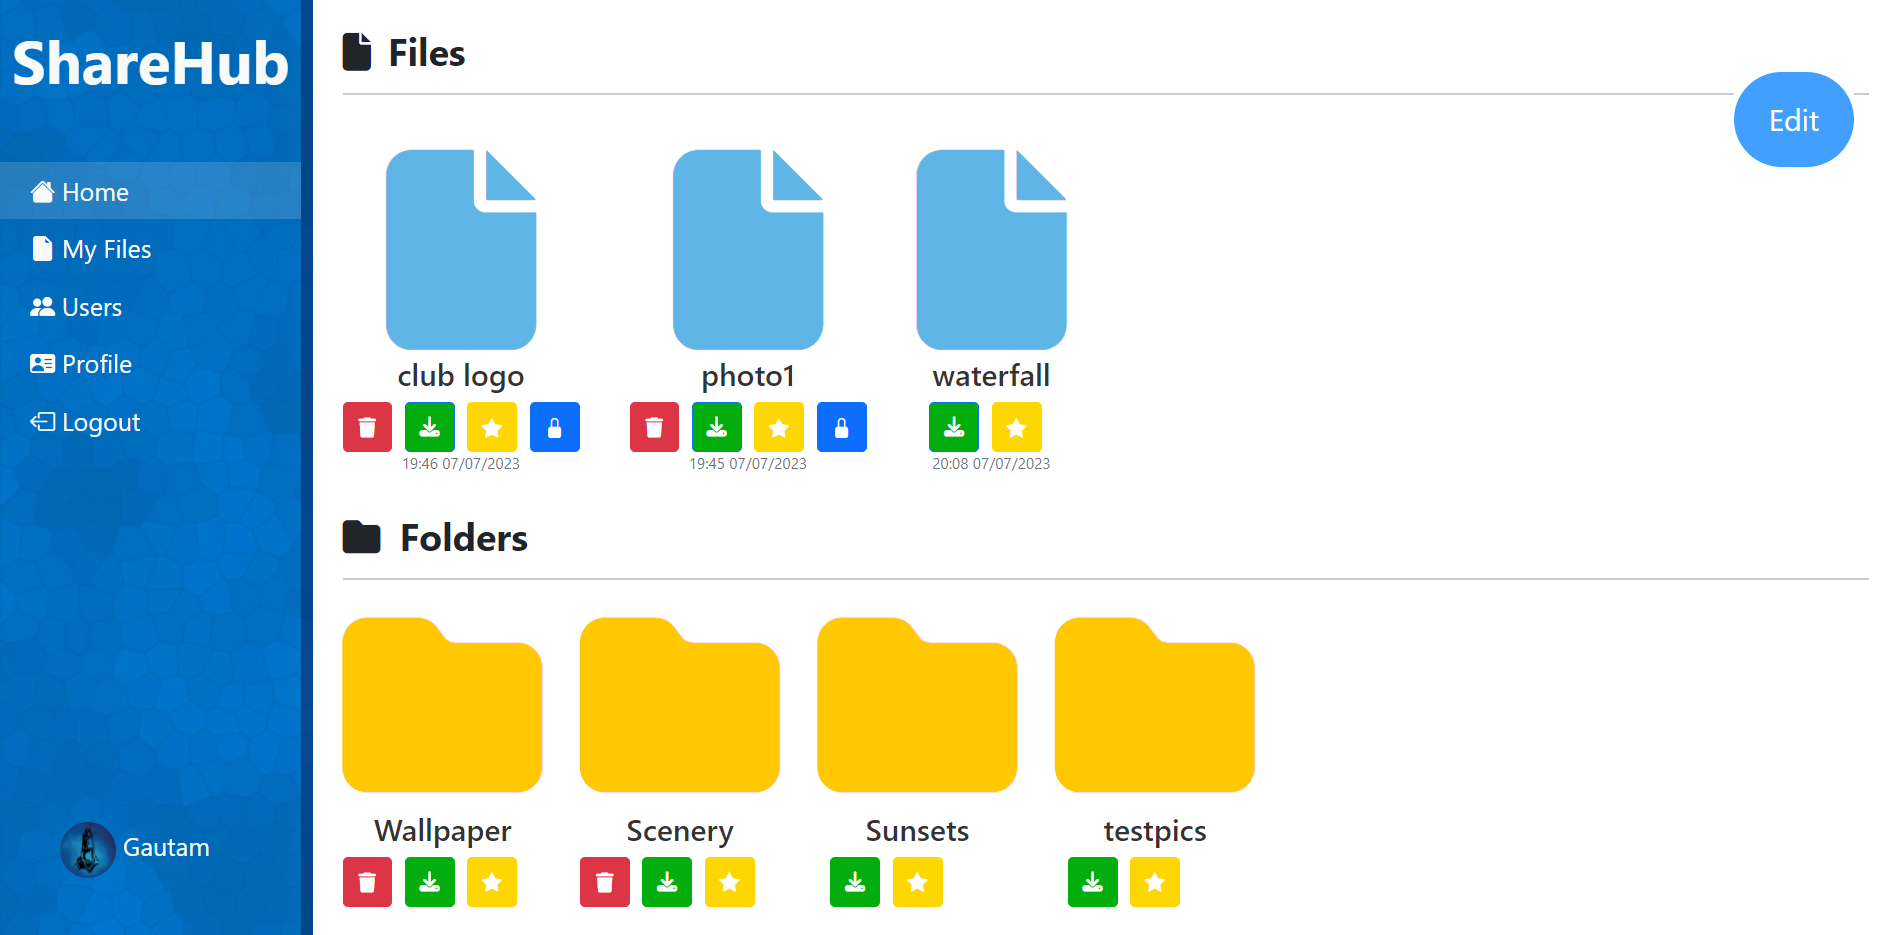 ShareHub
Home
My Files
Users
Profile
Logout
Gautam
Files
Edit
club logo
19:46 07/07/2023
photo1
19:45 07/07/2023
waterfall
20:08 07/07/2023
Folders
Wallpaper
Scenery
Sunsets
testpics